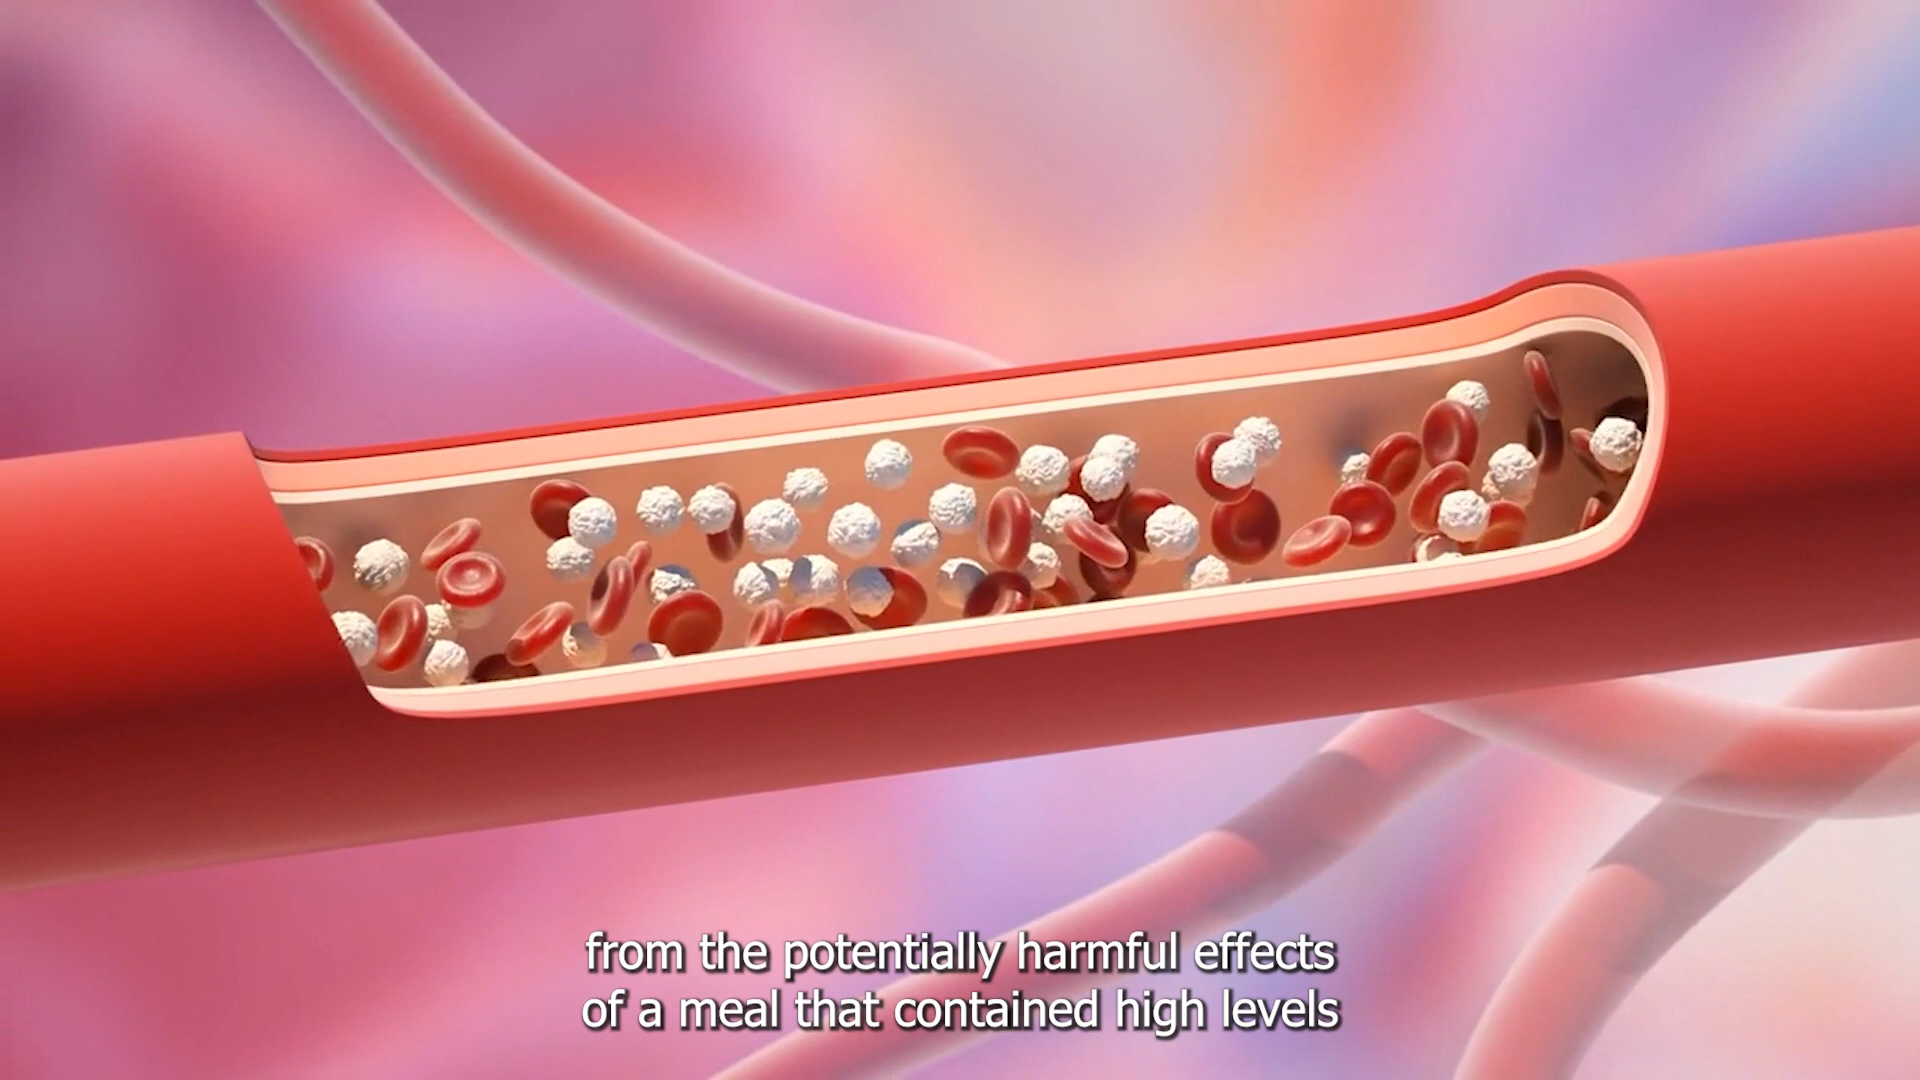 from the potentially harmful effects
of a meal that contained high levels